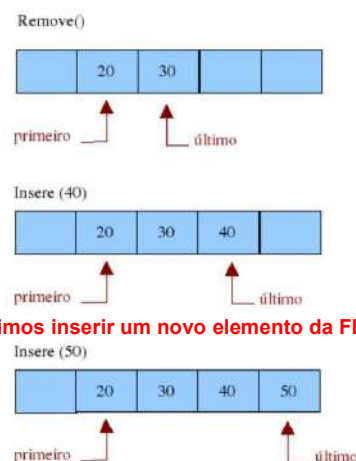 Remove()
20 30
primeiro último
Insere (40)
20 30 40
primeiro último
imos inserir um novo elemento da
Insere (50)
20 30 40 50
primeiro último